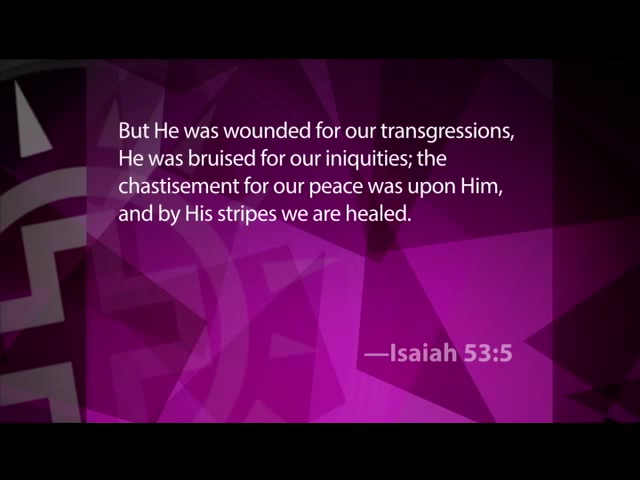 But He was wounded for our transgressions,
He was bruised for our iniquities; the
chastisement for our peace was upon Him,
and by His stripes we are healed.
—Isaiah 53:5